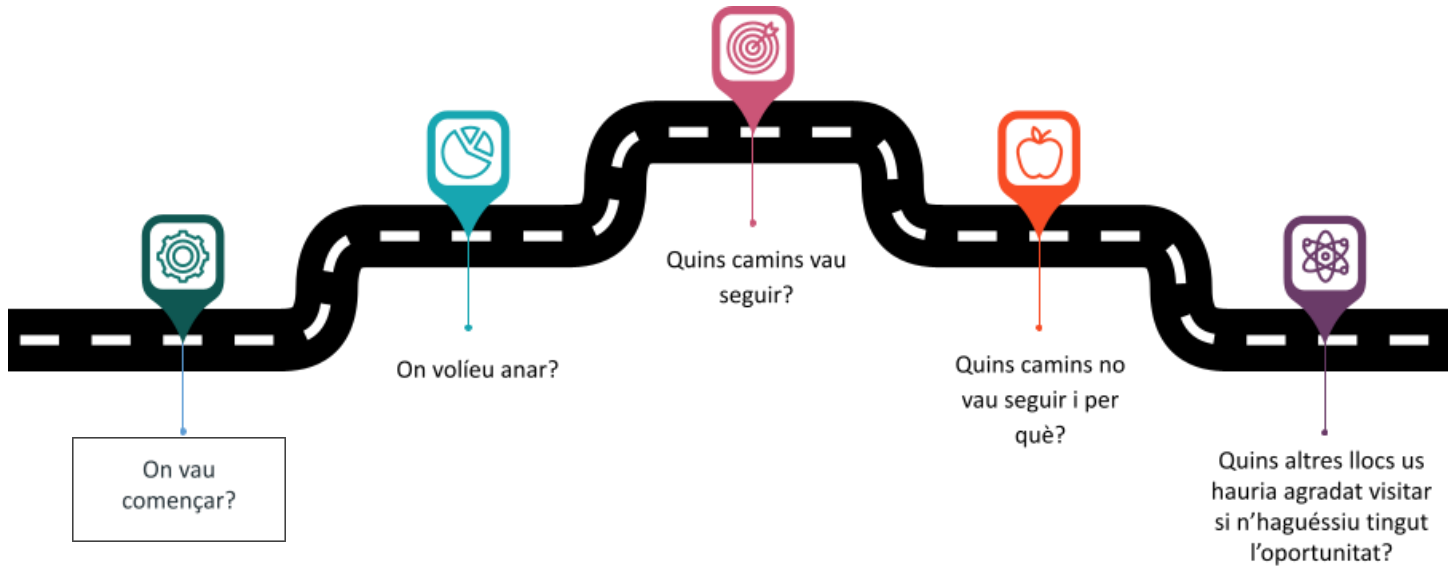 On vau
començar?
On volíeu anar?
Quins camins vau
seguir?
Quins camins no
vau seguir i per
què?
Quins altres llocs us
hauria agradat visitar
si n’haguéssiu tingut
l’oportunitat?